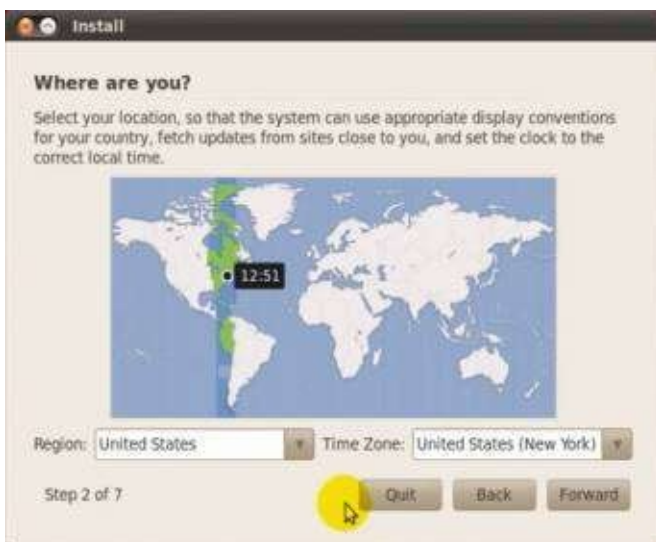 Install
Where are you?
Select your location, so that the system can use appropriate display conventions
for your country, fetch updates from sites close to you, and set the clock to the
correct local time.
12:51
Region: United States Time Zone: United States (New York)
Step 2 of 7 Quit Back Forward